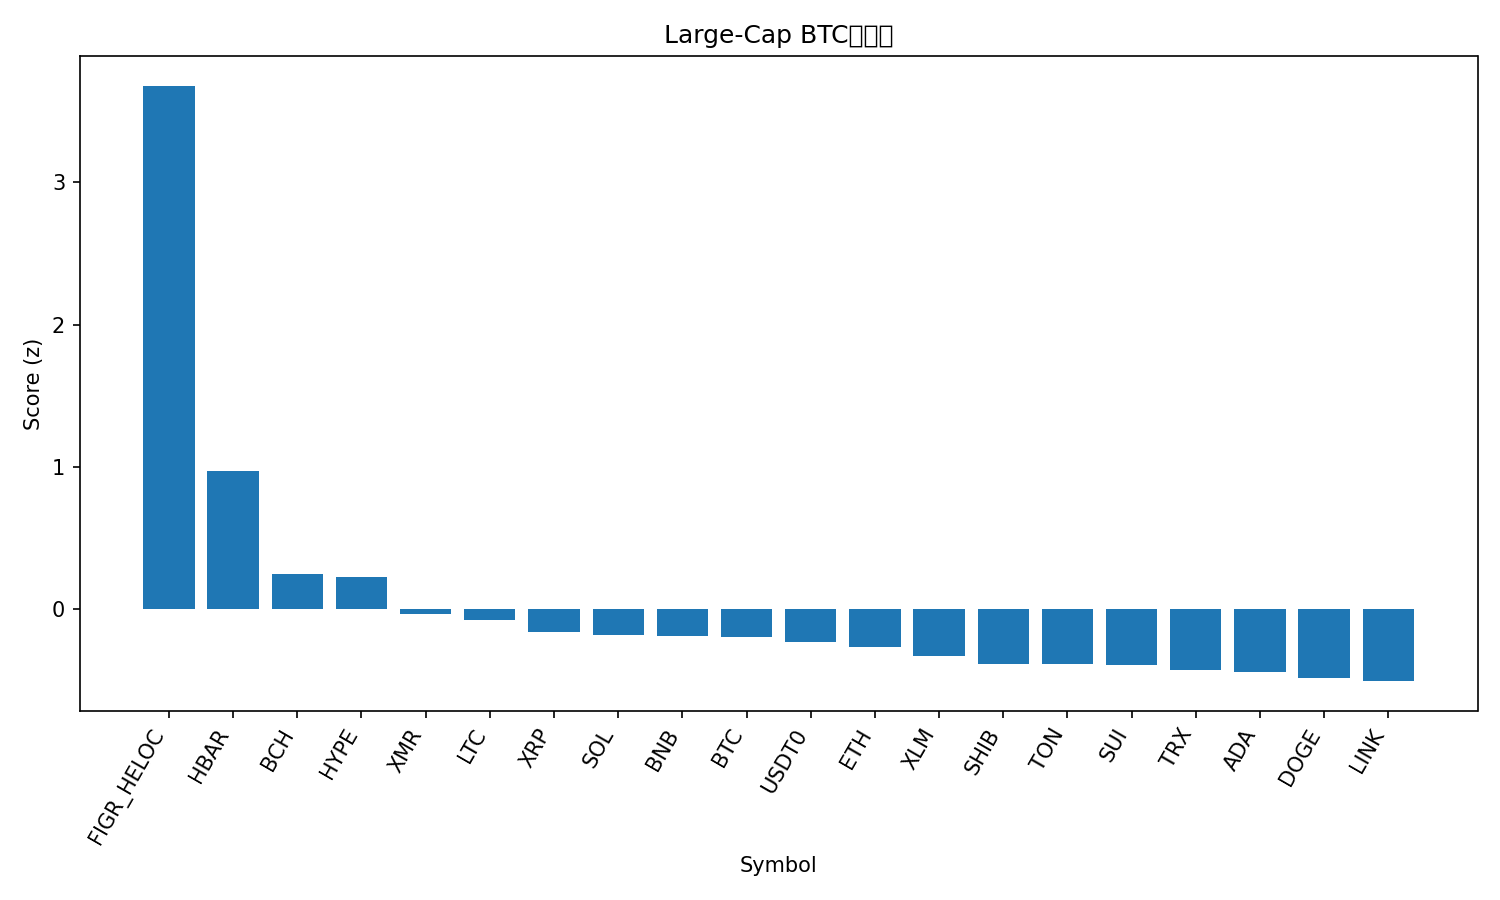 Large-Cap BTC
Score (z)
3
2
1
0
FIGR_HELOC
HBAR
BCH
HYPE
XMR
LTC
XRP
SOL
BNB
BTC
USDT0
ETH
XLM
SHIB
TON
SUI
TRX
ADA
DOGE
LINK
Symbol